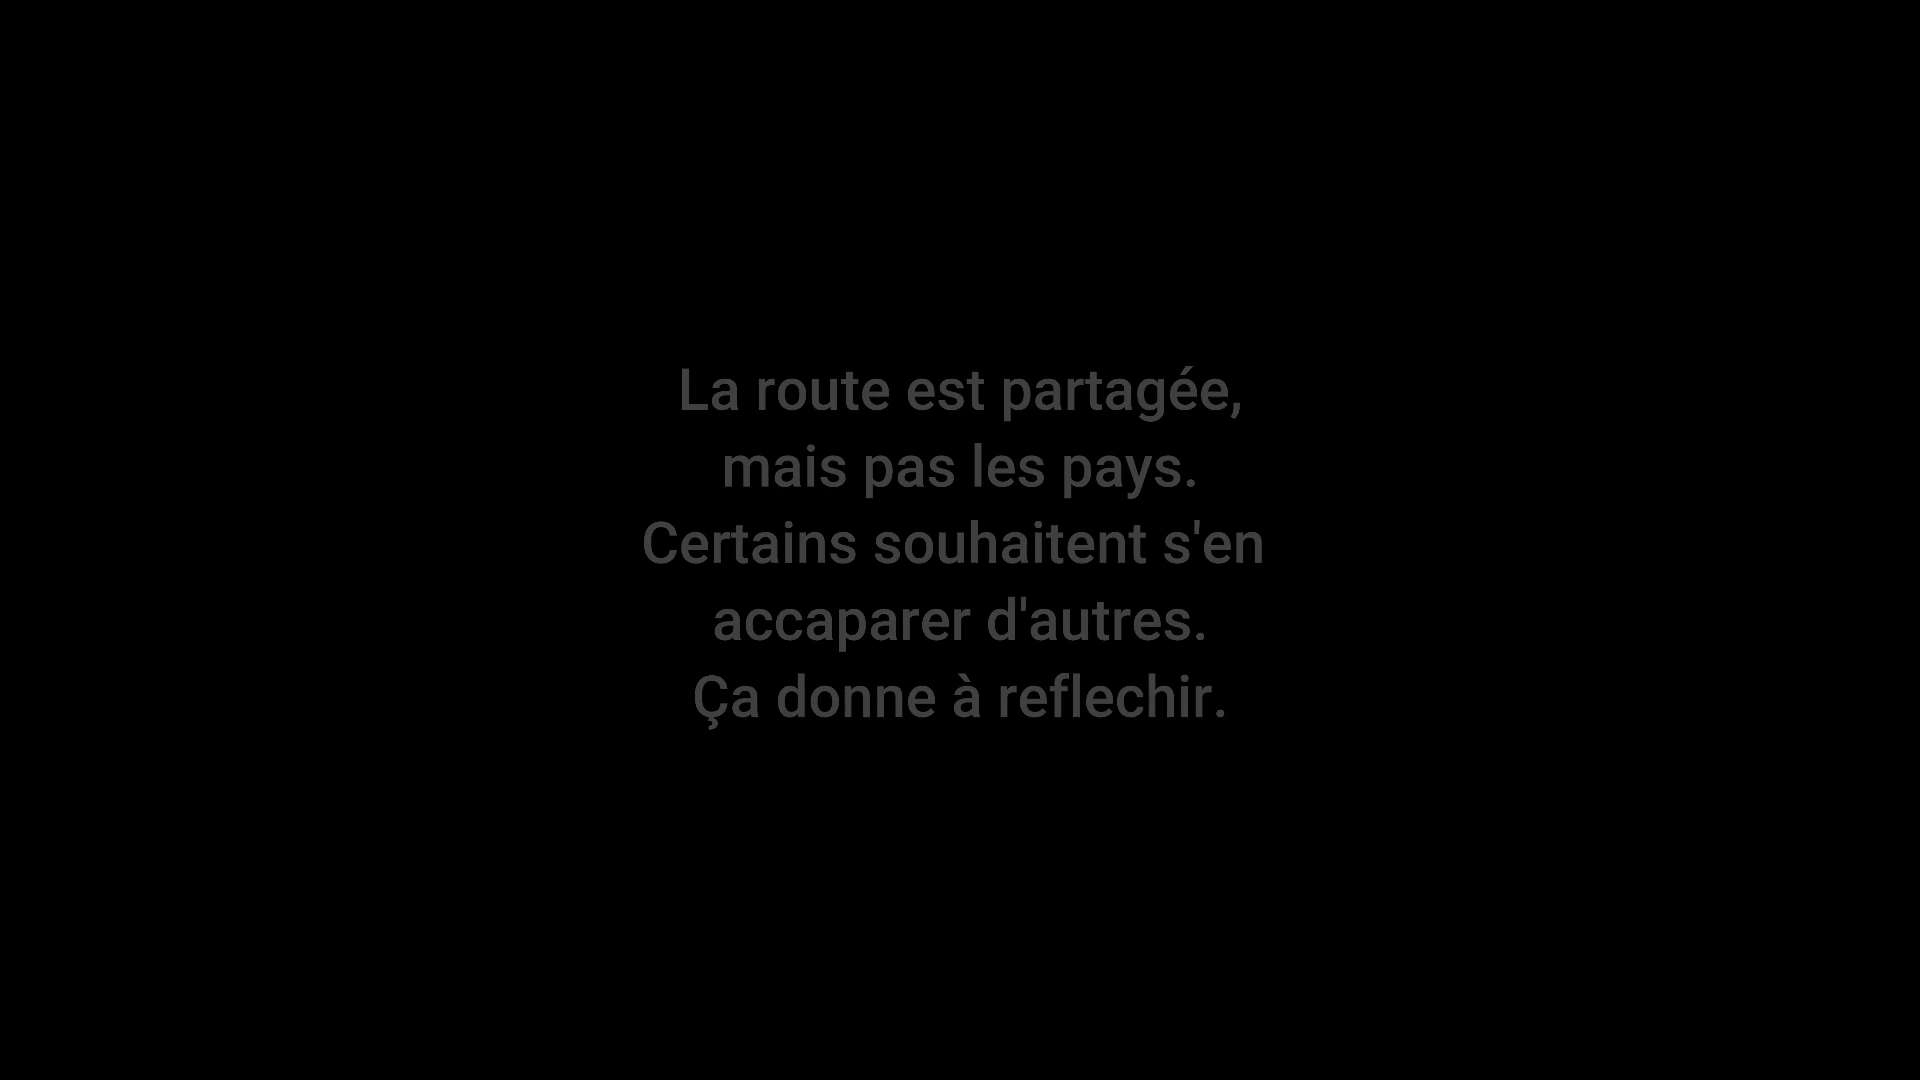 La route est partagée,
mais pas les pays.
Certains souhaitent s'en
accaparer d'autres.
Ça donne à reflechir.